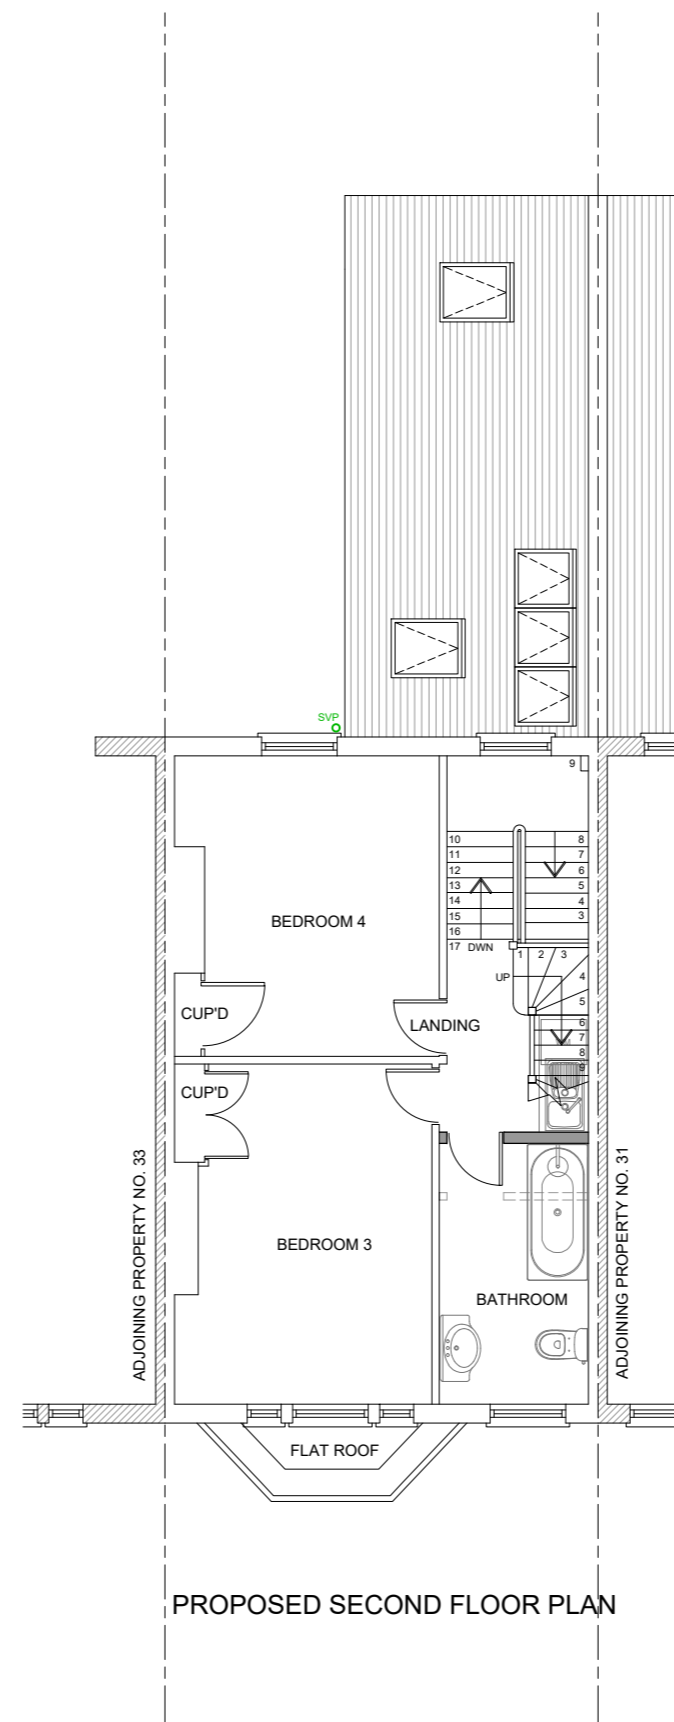 SVP
9
10
11
12
13
14
15
16
17 DWN
8
7
6
5
4
3
1 2 3
4
5
UP
6
7
8
9
BEDROOM 4
CUP'D
LANDING
CUP'D
ADJOINING PROPERTY NO. 33
ADJOINING PROPERTY NO. 31
BEDROOM 3
BATHROOM
FLAT ROOF
PROPOSED SECOND FLOOR PLAN